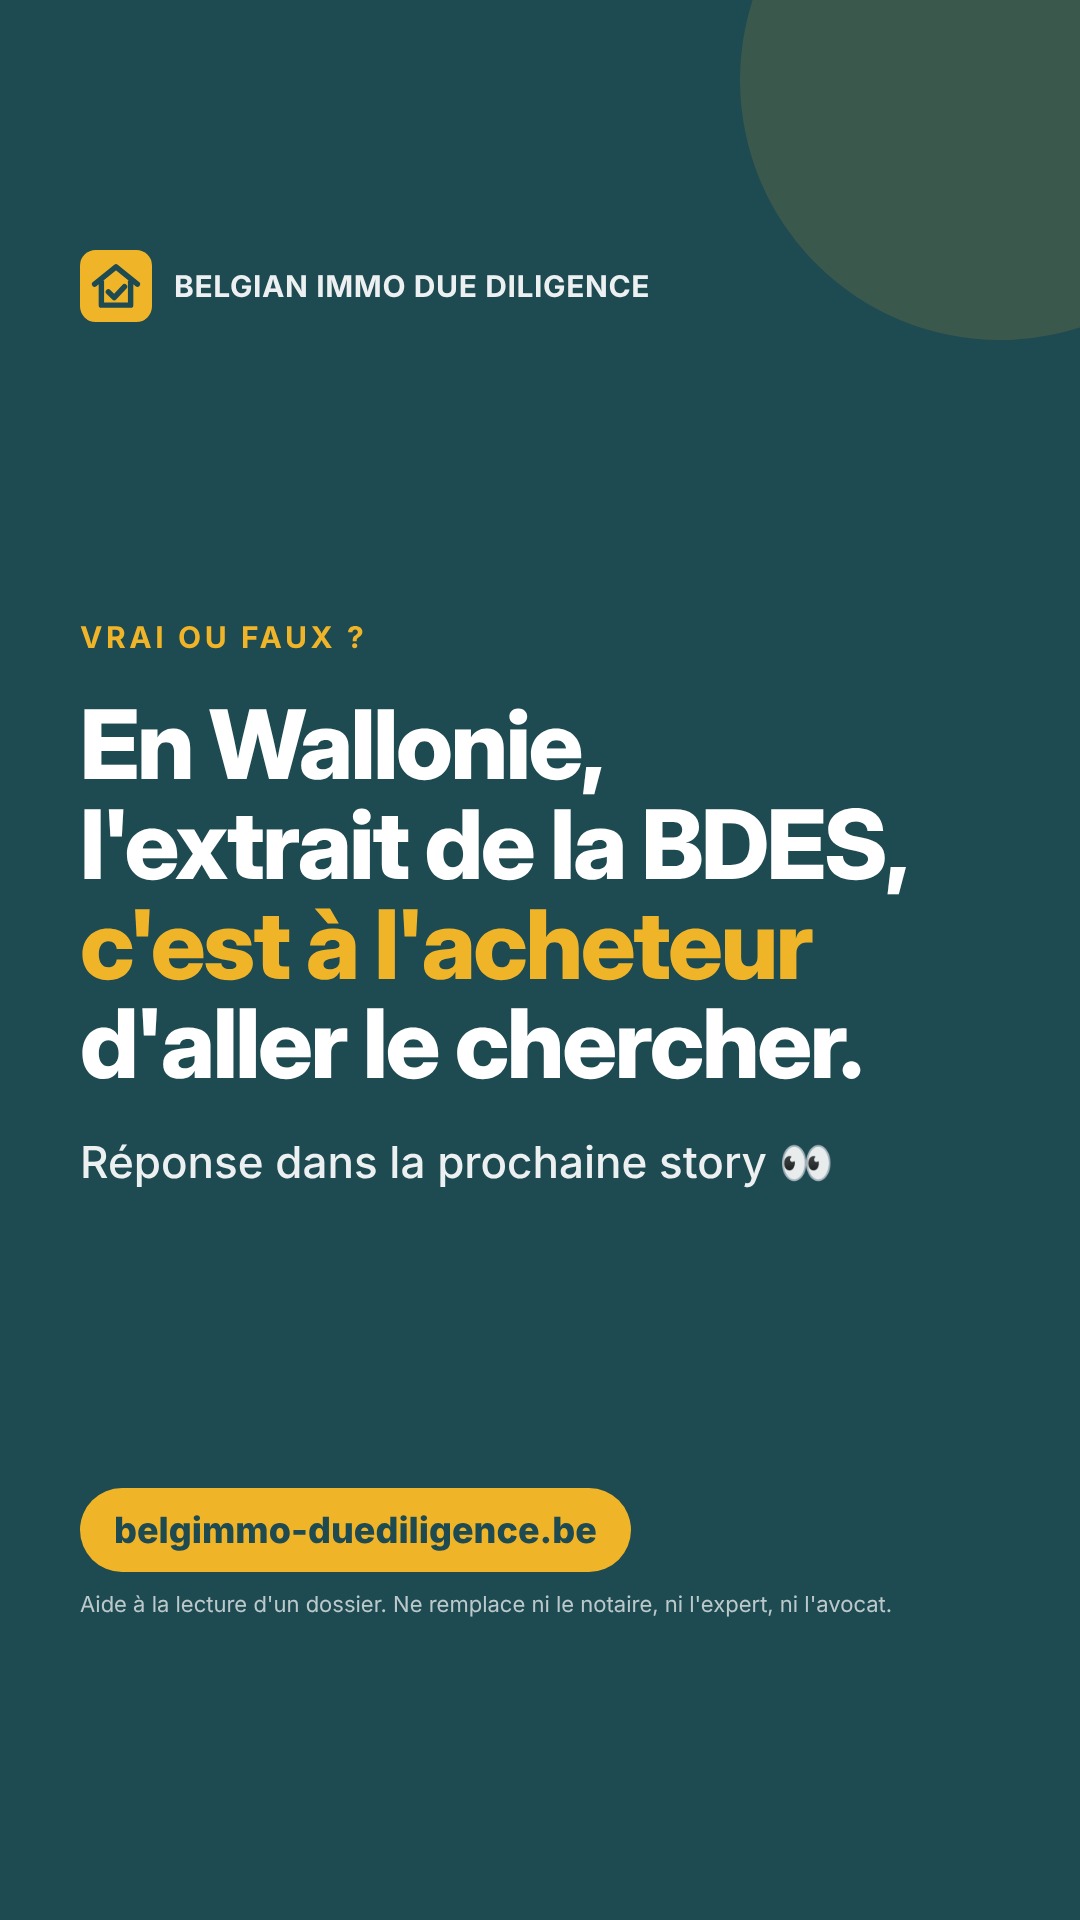 BELGIAN IMMO DUE DILIGENCE
VRAI OU FAUX ?
En Wallonie,
l'extrait de la BDES,
c'est à l'acheteur
d'aller le chercher.
Réponse dans la prochaine story 👀
belgimmo-duediligence.be
Aide à la lecture d'un dossier. Ne remplace ni le notaire, ni l'expert, ni l'avocat.